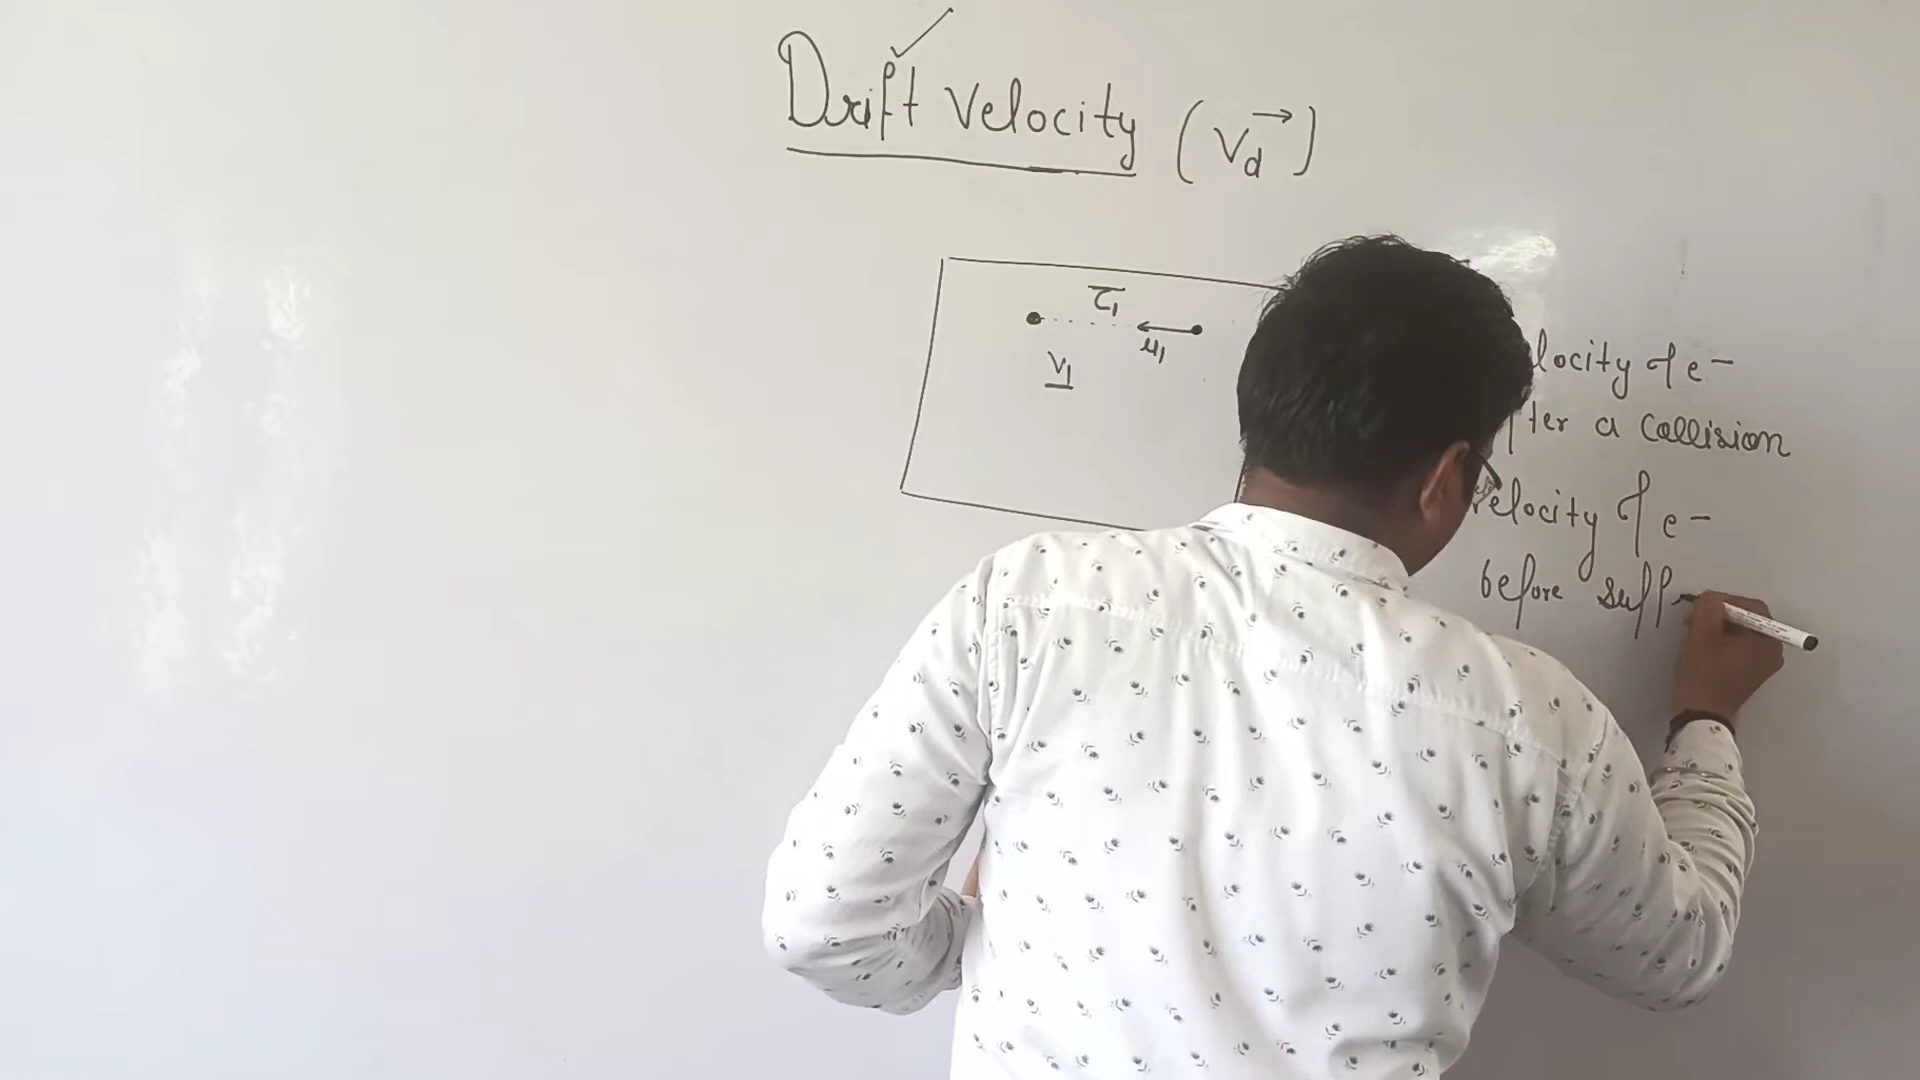 Drift Velocity (V⃗d)
τ1
u1
V1
locity of e-
ter a collision
velocity of e-
before suff